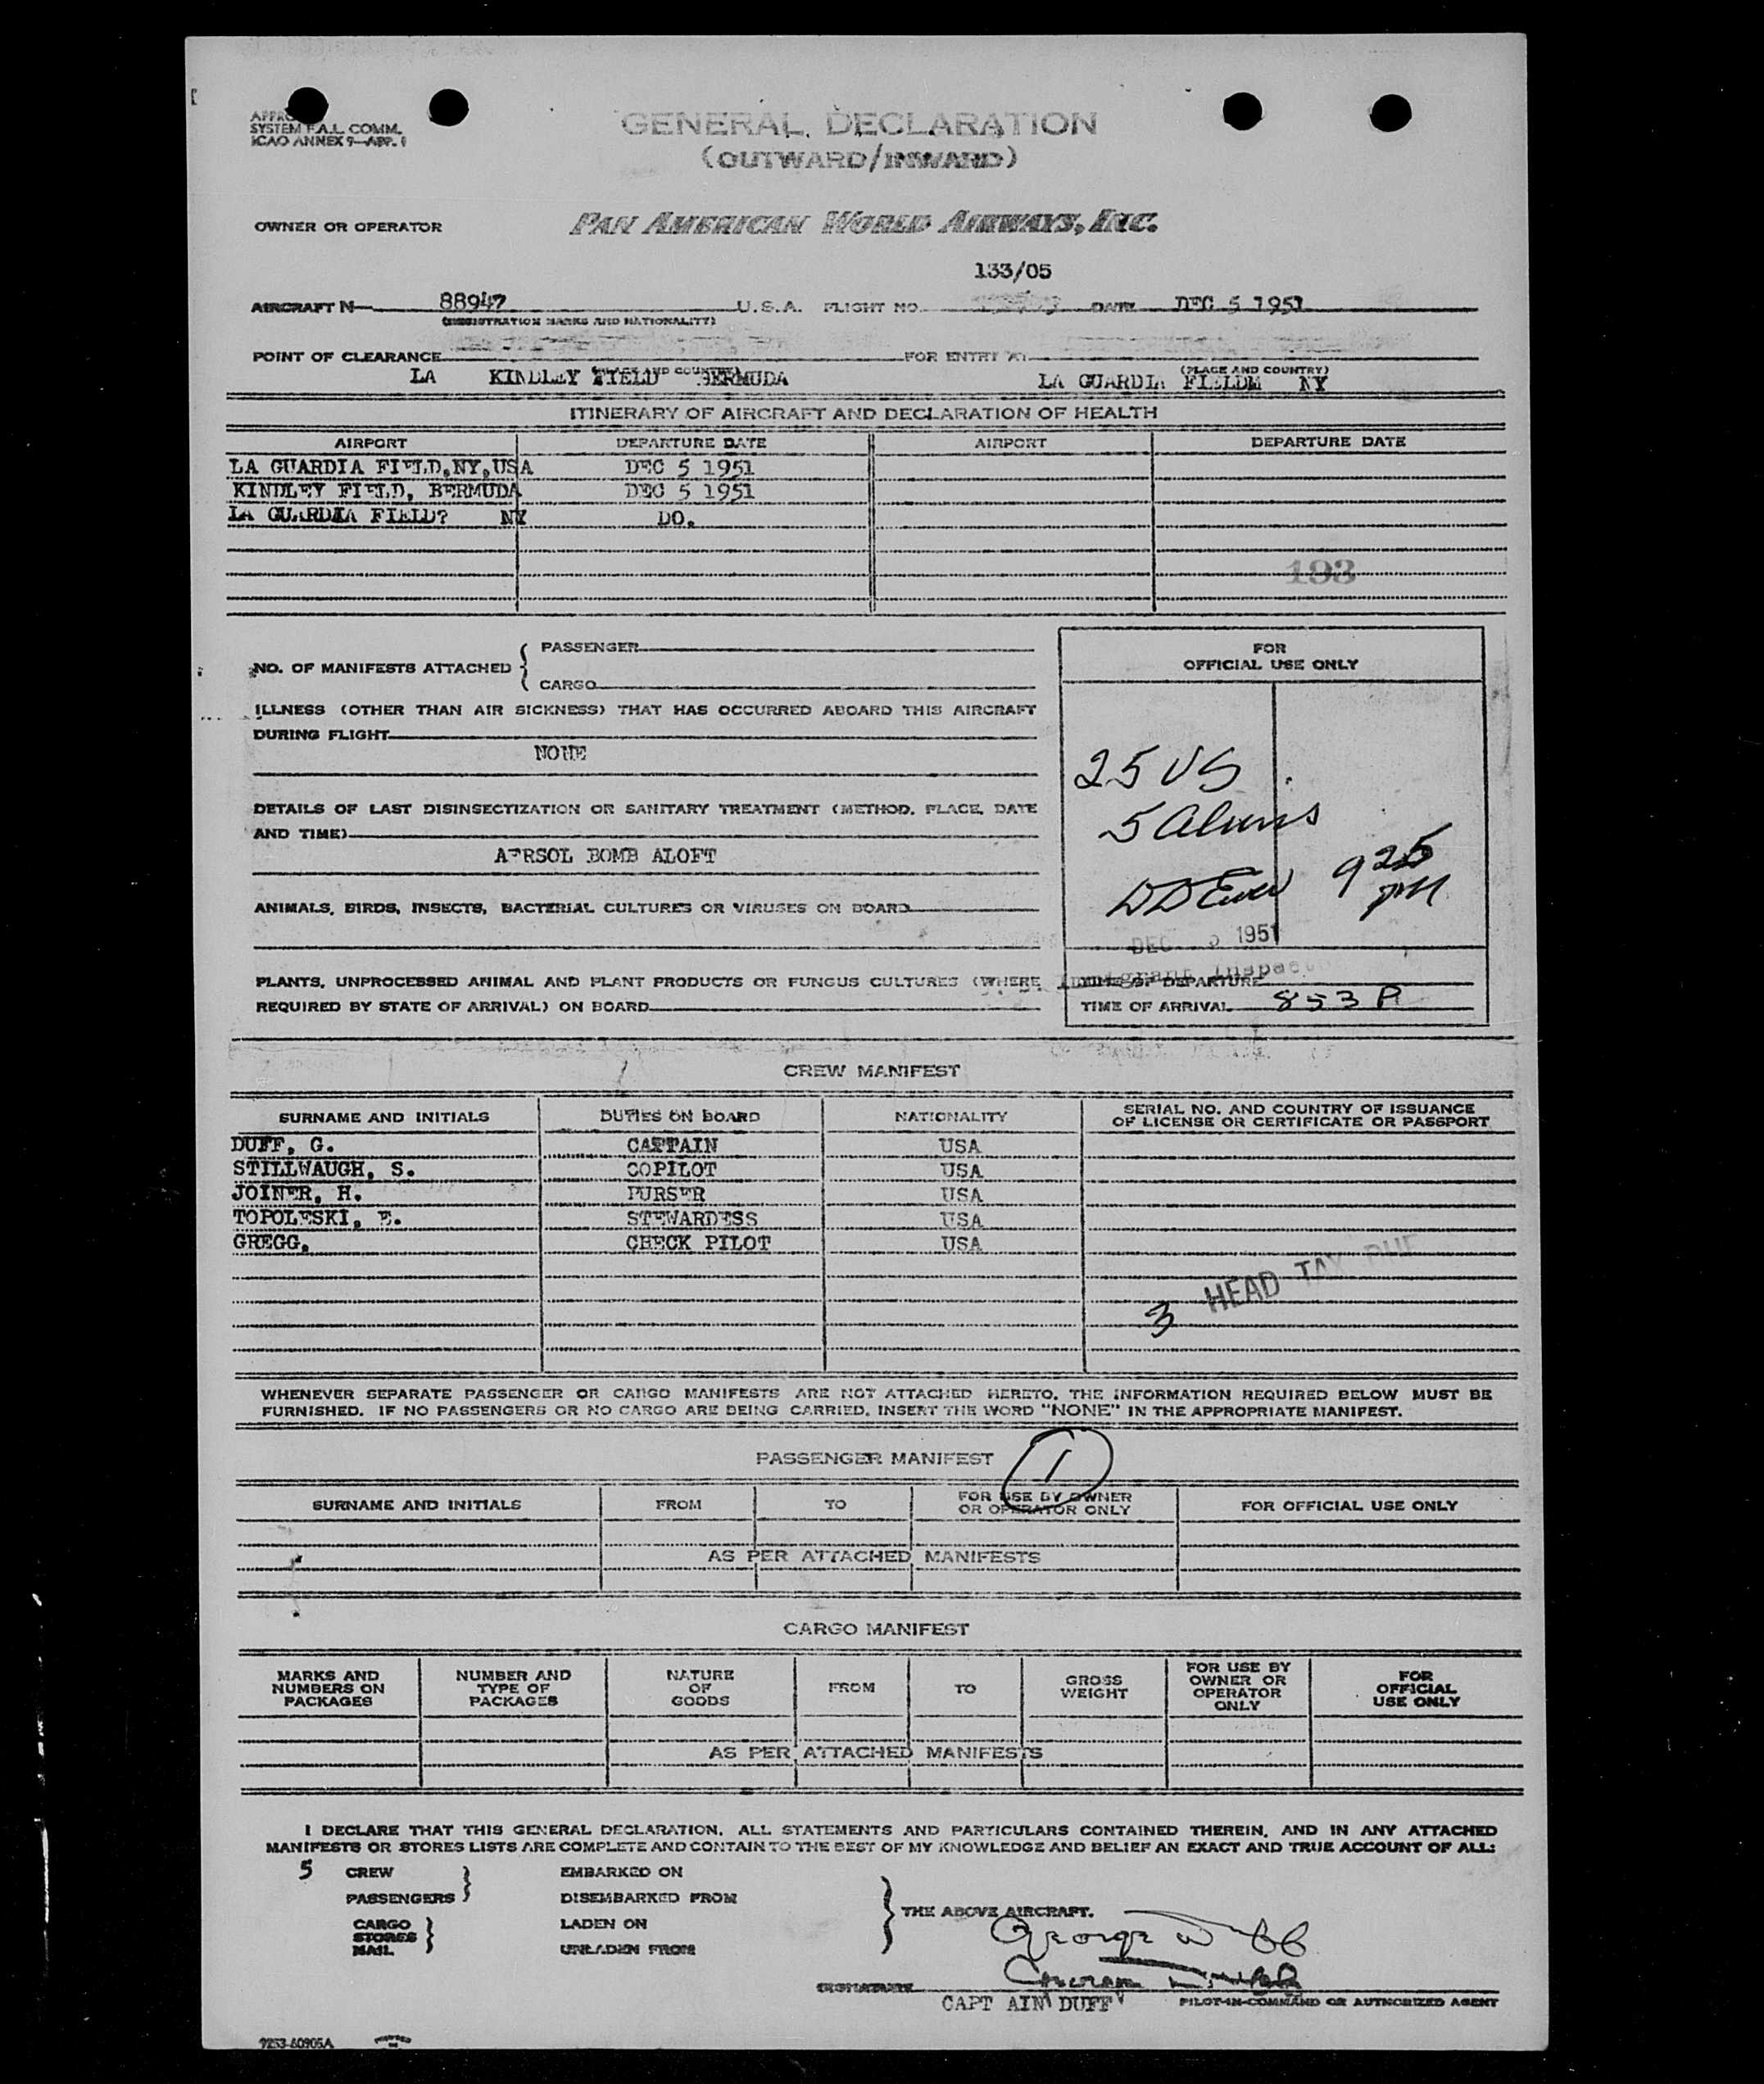 SYSTEM F.A.L. COMM.
ICAO ANNEX 9—APP. 1
GENERAL DECLARATION
(OUTWARD/INWARD)
OWNER OR OPERATOR PAN AMERICAN WORLD AIRWAYS, INC.
133/05
AIRCRAFT N— 88947 U.S.A. FLIGHT NO. DATE DEC 5 1951
(REGISTRATION MARKS AND NATIONALITY)
POINT OF CLEARANCE FOR ENTRY AT
LA KINDLEY FIELD BERMUDA LA GUARDIA FIELDM NY
(PLACE AND COUNTRY)
ITINERARY OF AIRCRAFT AND DECLARATION OF HEALTH
AIRPORT DEPARTURE DATE AIRPORT DEPARTURE DATE
LA GUARDIA FIELD,NY,USA DEC 5 1951
KINDLEY FIELD, BERMUDA DEC 5 1951
LA GUARDIA FIELD? NY DO.
193
NO. OF MANIFESTS ATTACHED { PASSENGER
CARGO
FOR
OFFICIAL USE ONLY
ILLNESS (OTHER THAN AIR SICKNESS) THAT HAS OCCURRED ABOARD THIS AIRCRAFT
DURING FLIGHT
NONE
25 US
DETAILS OF LAST DISINSECTIZATION OR SANITARY TREATMENT (METHOD, PLACE, DATE
AND TIME)
5 Aliens
AERSOL BOMB ALOFT
925 PM
ANIMALS, BIRDS, INSECTS, BACTERIAL CULTURES OR VIRUSES ON BOARD
DEC 5 1951
Immigrant Inspector
PLANTS, UNPROCESSED ANIMAL AND PLANT PRODUCTS OR FUNGUS CULTURES (WHERE
REQUIRED BY STATE OF ARRIVAL) ON BOARD
TIME OF DEPARTURE
TIME OF ARRIVAL 853 P
CREW MANIFEST
SURNAME AND INITIALS DUTIES ON BOARD NATIONALITY SERIAL NO. AND COUNTRY OF ISSUANCE
OF LICENSE OR CERTIFICATE OR PASSPORT
DUFF, G. CAPTAIN USA
STILLWAUGH, S. COPILOT USA
JOINER, H. PURSER USA
TOPOLESKI, E. STEWARDESS USA
GREGG, CHECK PILOT USA
3 HEAD TAX DUE
WHENEVER SEPARATE PASSENGER OR CARGO MANIFESTS ARE NOT ATTACHED HERETO, THE INFORMATION REQUIRED BELOW MUST BE
FURNISHED. IF NO PASSENGERS OR NO CARGO ARE BEING CARRIED, INSERT THE WORD "NONE" IN THE APPROPRIATE MANIFEST.
PASSENGER MANIFEST 1
SURNAME AND INITIALS FROM TO FOR USE BY OWNER
OR OPERATOR ONLY FOR OFFICIAL USE ONLY
AS PER ATTACHED MANIFESTS
CARGO MANIFEST
MARKS AND
NUMBERS ON
PACKAGES
NUMBER AND
TYPE OF
PACKAGES
NATURE
OF
GOODS
FROM
TO
GROSS
WEIGHT
FOR USE BY
OWNER OR
OPERATOR
ONLY
FOR
OFFICIAL
USE ONLY
AS PER ATTACHED MANIFESTS
I DECLARE THAT THIS GENERAL DECLARATION, ALL STATEMENTS AND PARTICULARS CONTAINED THEREIN, AND IN ANY ATTACHED
MANIFESTS OR STORES LISTS ARE COMPLETE AND CONTAIN TO THE BEST OF MY KNOWLEDGE AND BELIEF AN EXACT AND TRUE ACCOUNT OF ALL:
5 CREW EMBARKED ON
PASSENGERS DISEMBARKED FROM
THE ABOVE AIRCRAFT.
CARGO LADEN ON
STORES
MAIL UNLADEN FROM
George Duff
SIGNATURE
CAPT AIN DUFF PILOT-IN-COMMAND OR AUTHORIZED AGENT
9253-60905A